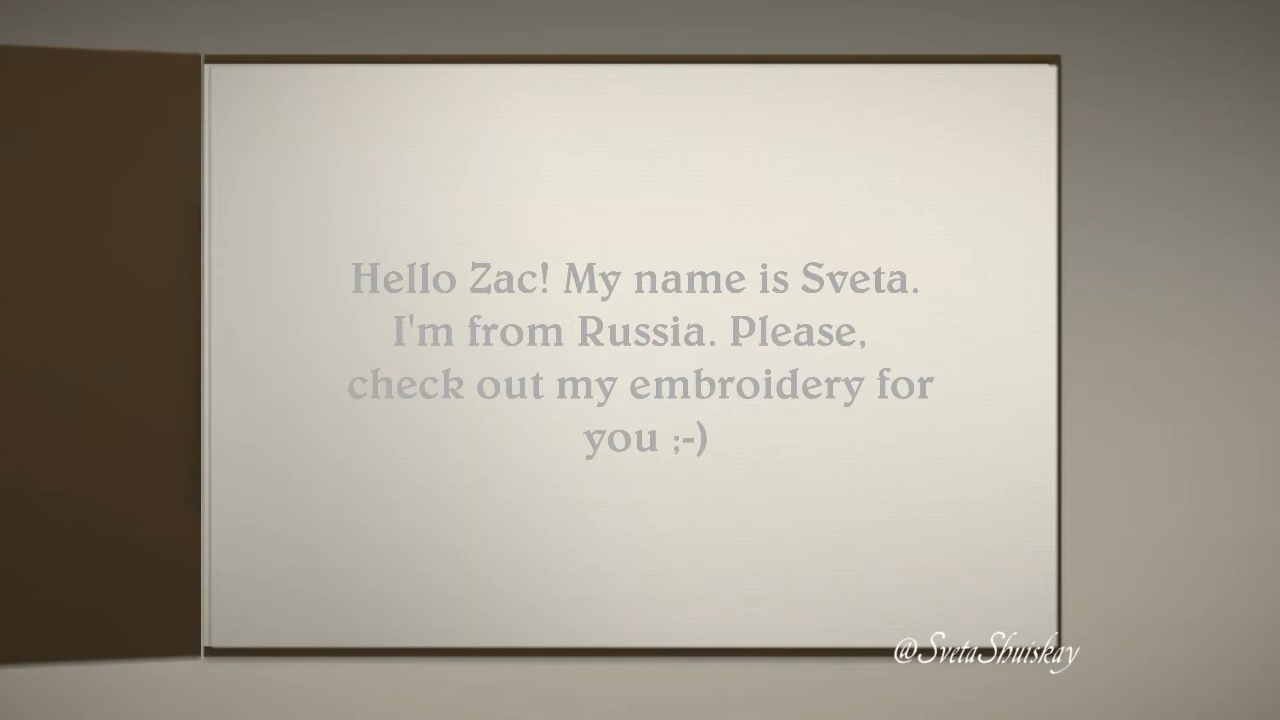 Hello Zac! My name is Sveta.
I'm from Russia. Please,
check out my embroidery for
you ;-)
@SvetaShuiskay